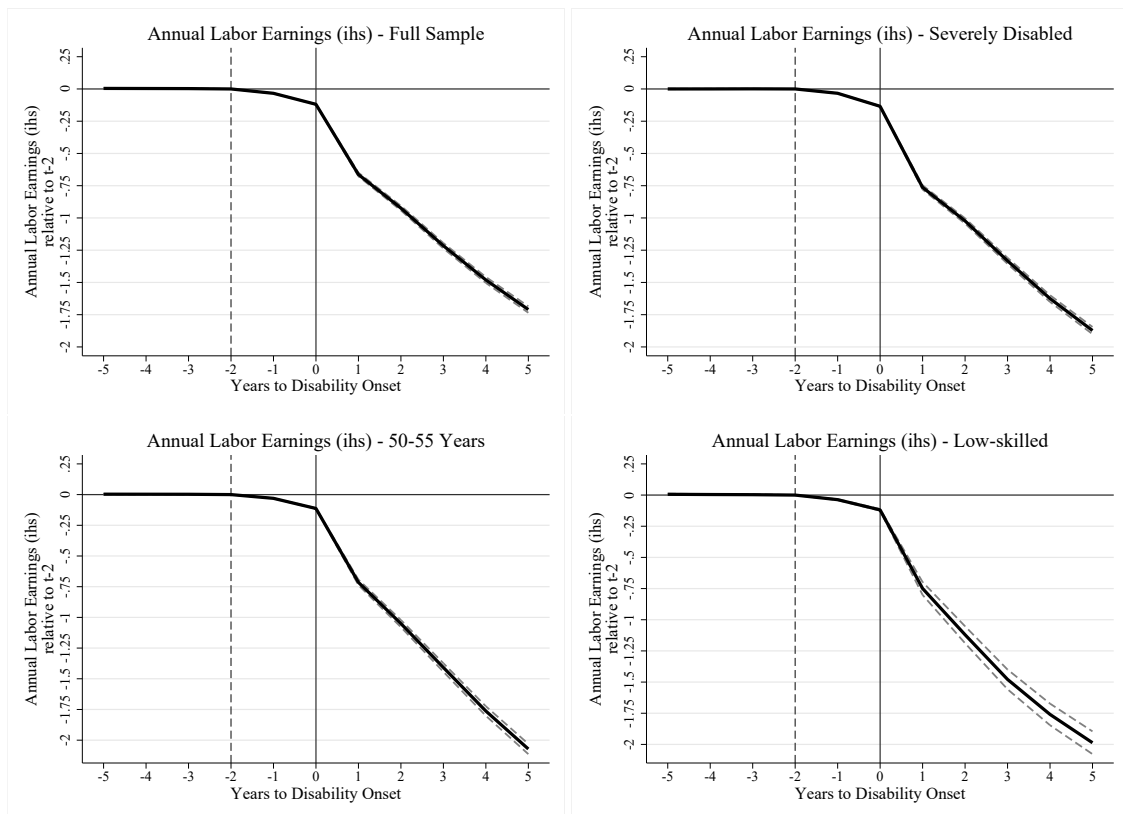 Annual Labor Earnings (ihs) - Full Sample
Annual Labor Earnings (ihs)
relative to t-2
.25
0
-.25
-.5
-.75
-1
-1.25
-1.5
-1.75
-2
-5 -4 -3 -2 -1 0 1 2 3 4 5
Years to Disability Onset
Annual Labor Earnings (ihs) - Severely Disabled
Annual Labor Earnings (ihs)
relative to t-2
.25
0
-.25
-.5
-.75
-1
-1.25
-1.5
-1.75
-2
-5 -4 -3 -2 -1 0 1 2 3 4 5
Years to Disability Onset
Annual Labor Earnings (ihs) - 50-55 Years
Annual Labor Earnings (ihs)
relative to t-2
.25
0
-.25
-.5
-.75
-1
-1.25
-1.5
-1.75
-2
-5 -4 -3 -2 -1 0 1 2 3 4 5
Years to Disability Onset
Annual Labor Earnings (ihs) - Low-skilled
Annual Labor Earnings (ihs)
relative to t-2
.25
0
-.25
-.5
-.75
-1
-1.25
-1.5
-1.75
-2
-5 -4 -3 -2 -1 0 1 2 3 4 5
Years to Disability Onset